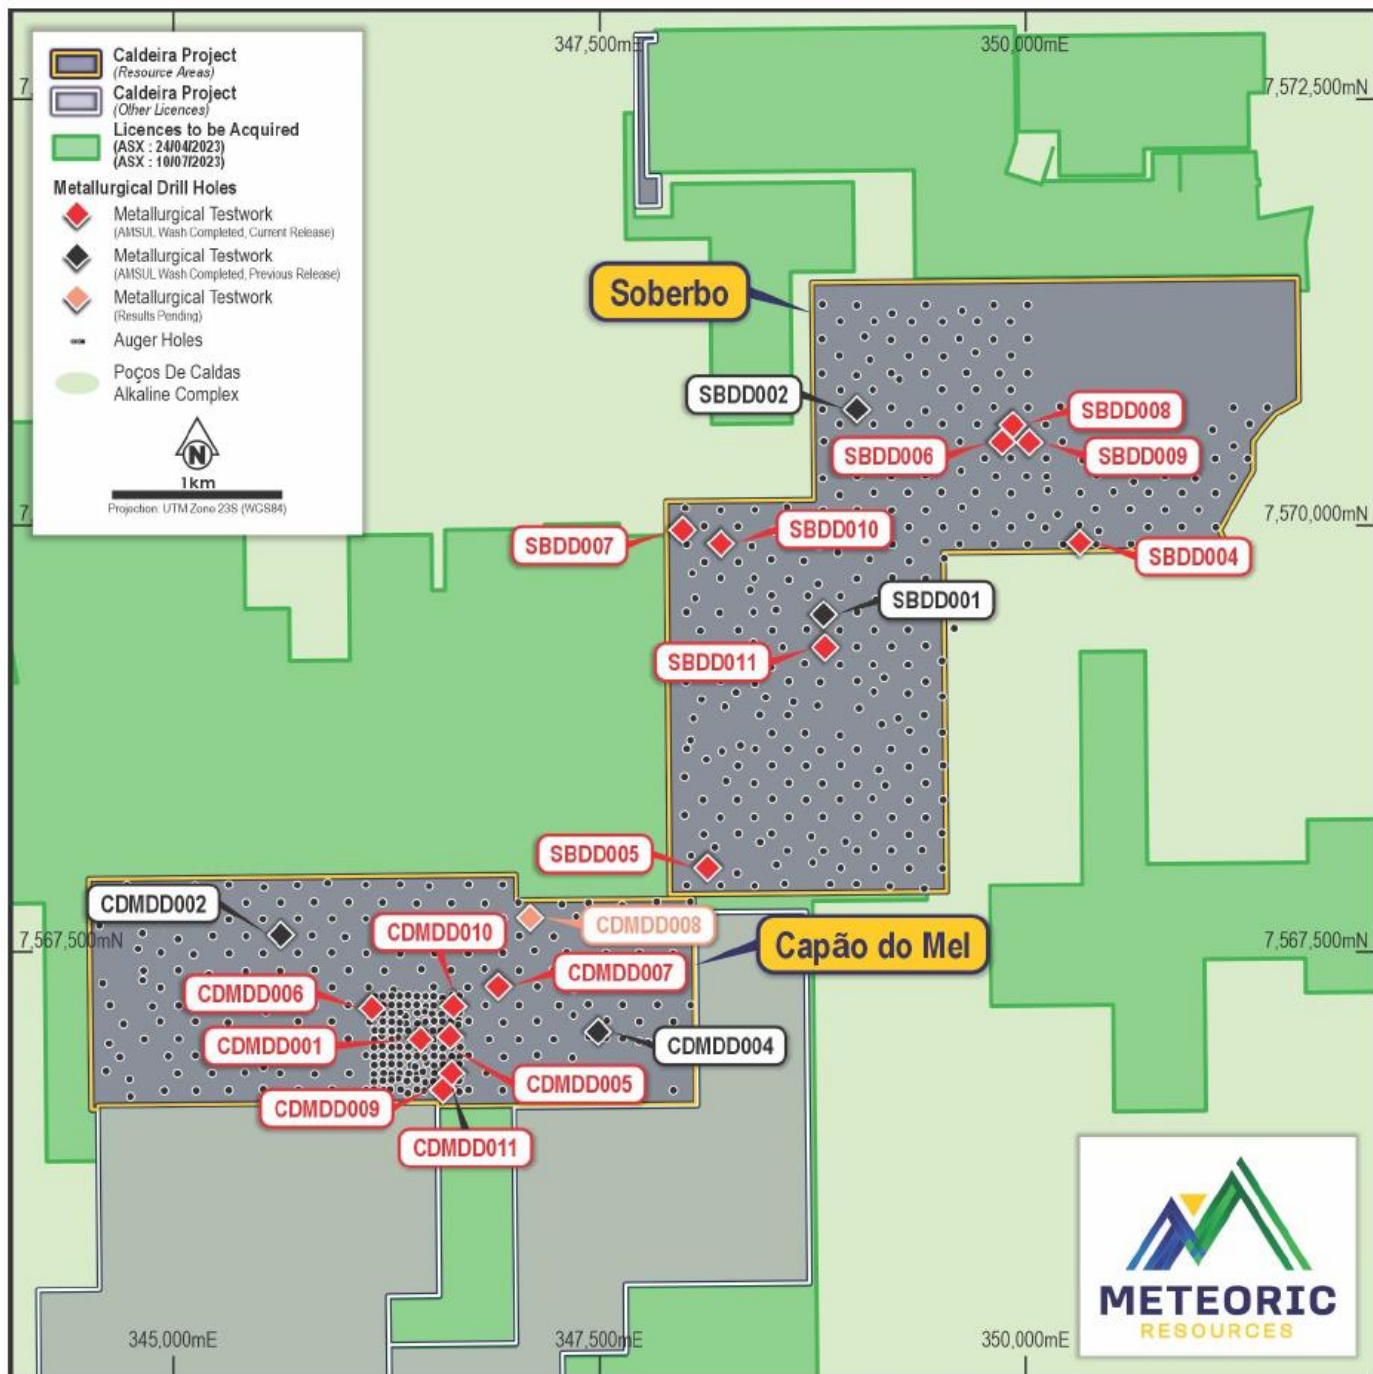 347,500mE
350,000mE
7,572,500mN
Caldeira Project
(Resource Areas)
Caldeira Project
(Other Licences)
Licences to be Acquired
(ASX : 24/04/2023)
(ASX : 10/07/2023)
Metallurgical Drill Holes
Metallurgical Testwork
(AMSUL Wash Completed, Current Release)
Metallurgical Testwork
(AMSUL Wash Completed, Previous Release)
Metallurgical Testwork
(Results Pending)
Auger Holes
Poços De Caldas
Alkaline Complex
N
1km
Projection: UTM Zone 23S (WGS84)
7,
7,
Soberbo
SBDD002
SBDD008
SBDD006
SBDD009
7,570,000mN
SBDD007
SBDD010
SBDD004
SBDD001
SBDD011
SBDD005
CDMDD002
CDMDD010
CDMDD008
7,567,500mN
Capão do Mel
7,567,500mN
CDMDD007
CDMDD006
CDMDD001
CDMDD004
CDMDD005
CDMDD009
CDMDD011
345,000mE
347,500mE
350,000mE
METEORIC
RESOURCES